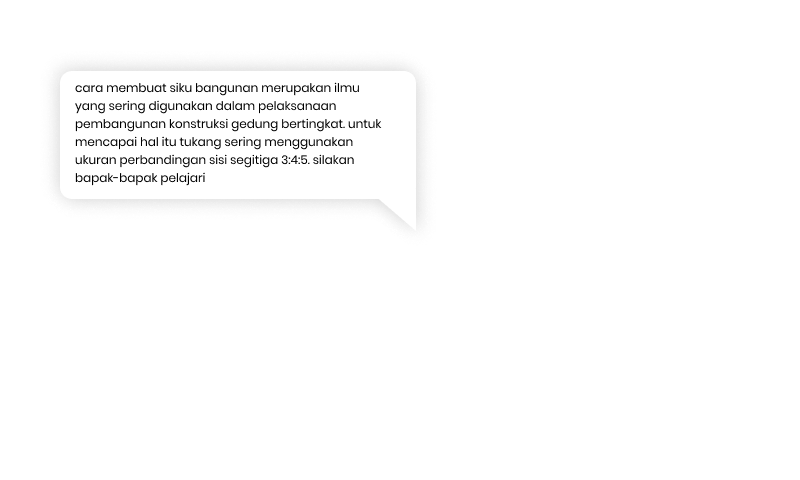 cara membuat siku bangunan merupakan ilmu
yang sering digunakan dalam pelaksanaan
pembangunan konstruksi gedung bertingkat. untuk
mencapai hal itu tukang sering menggunakan
ukuran perbandingan sisi segitiga 3:4:5. silakan
bapak-bapak pelajari